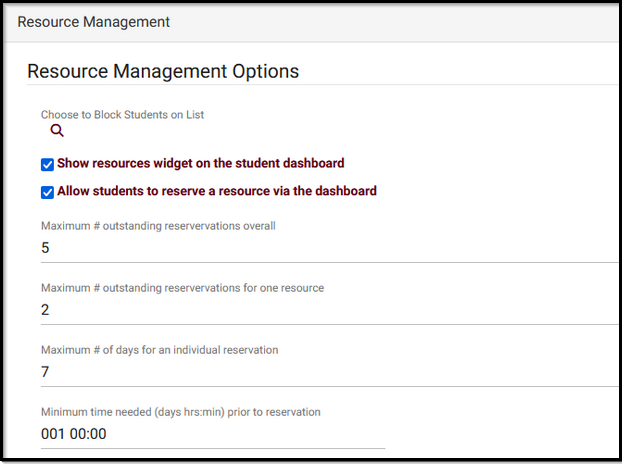 Resource Management
Resource Management Options
Choose to Block Students on List
Show resources widget on the student dashboard
Allow students to reserve a resource via the dashboard
Maximum # outstanding reservervations overall
5
Maximum # outstanding reservervations for one resource
2
Maximum # of days for an individual reservation
7
Minimum time needed (days hrs:min) prior to reservation
001 00:00